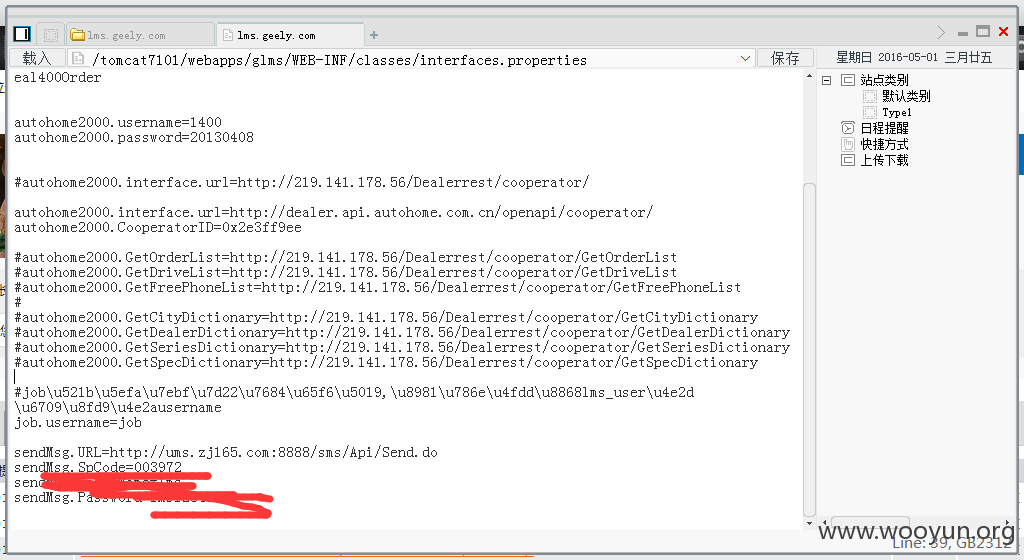 lms.geely.com
lms.geely.com
载入
/tomcat7101/webapps/glms/WEB-INF/classes/interfaces.properties
保存
星期日 2016-05-01 三月廿五
eal400Order
autohome2000.username=1400
autohome2000.password=20130408
#autohome2000.interface.url=http://219.141.178.56/Dealerrest/cooperator/
autohome2000.interface.url=http://dealer.api.autohome.com.cn/openapi/cooperator/
autohome2000.CooperatorID=0x2e3ff9ee
#autohome2000.GetOrderList=http://219.141.178.56/Dealerrest/cooperator/GetOrderList
#autohome2000.GetDriveList=http://219.141.178.56/Dealerrest/cooperator/GetDriveList
#autohome2000.GetFreePhoneList=http://219.141.178.56/Dealerrest/cooperator/GetFreePhoneList
#
#autohome2000.GetCityDictionary=http://219.141.178.56/Dealerrest/cooperator/GetCityDictionary
#autohome2000.GetDealerDictionary=http://219.141.178.56/Dealerrest/cooperator/GetDealerDictionary
#autohome2000.GetSeriesDictionary=http://219.141.178.56/Dealerrest/cooperator/GetSeriesDictionary
#autohome2000.GetSpecDictionary=http://219.141.178.56/Dealerrest/cooperator/GetSpecDictionary
#job\u521b\u5efa\u7ebf\u7d22\u7684\u65f6\u5019,\u8981\u786e\u4fdd\u8868lms_user\u4e2d
\u6709\u8fd9\u4e2ausername
job.username=job
sendMsg.URL=http://ums.zj165.com:8888/sms/Api/Send.do
sendMsg.SpCode=003972
sendMsg.Password
站点类别
默认类别
Type1
日程提醒
快捷方式
上传下载
www.wooyun.org
Line: 39, GB2312